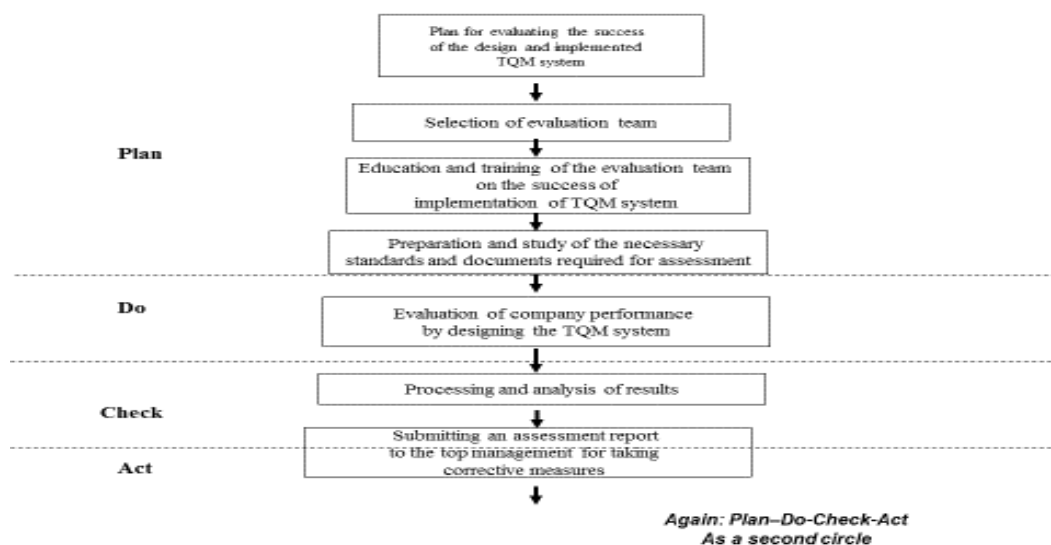 Plan for evaluating the success
of the design and implemented
TQM system
Selection of evaluation team
Plan
Education and training of the evaluation team
on the success of
implementation of TQM system
Preparation and study of the necessary
standards and documents required for assessment
Do
Evaluation of company performance
by designing the TQM system
Processing and analysis of results
Check
Submitting an assessment report
to the top management for taking
corrective measures
Act
Again: Plan–Do-Check-Act
As a second circle